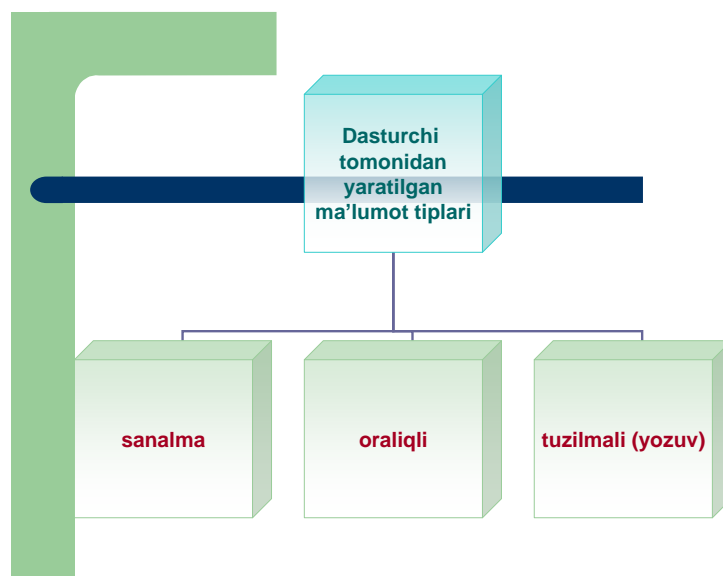 Dasturchi
tomonidan
yaratilgan
ma’lumot tiplari
sanalma
oraliqli
tuzilmali (yozuv)